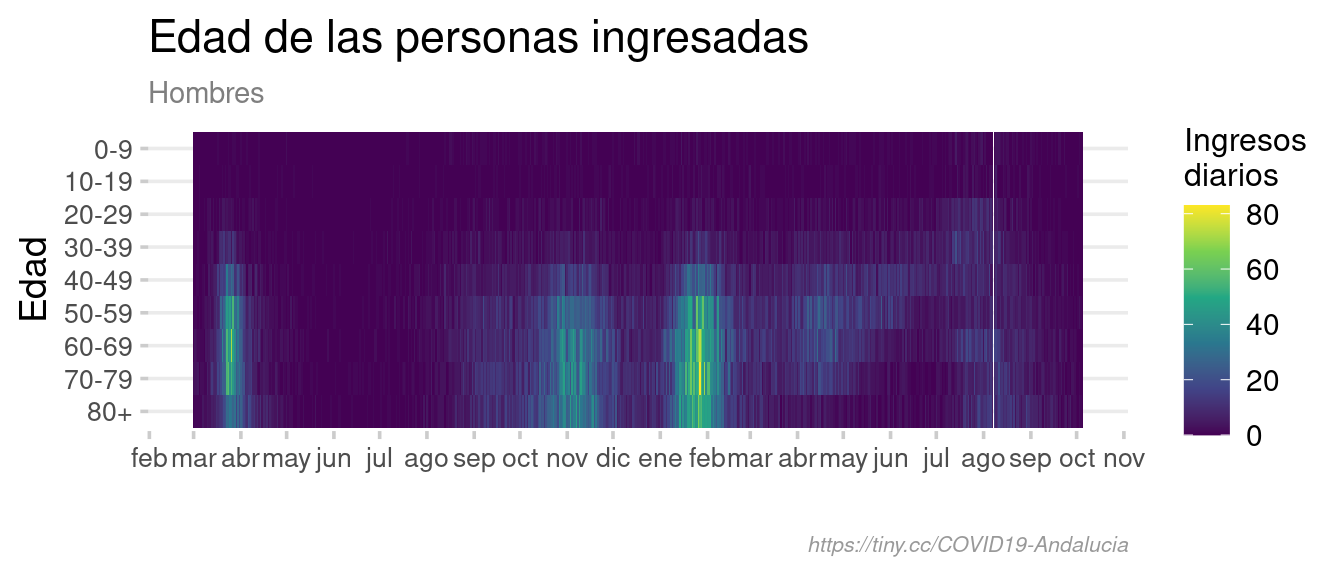 Edad de las personas ingresadas
Hombres
Edad
0-9
10-19
20-29
30-39
40-49
50-59
60-69
70-79
80+
feb mar abr may jun jul ago sep oct nov dic ene feb mar abr may jun jul ago sep oct nov
Ingresos
diarios
80
60
40
20
0
https://tiny.cc/COVID19-Andalucia